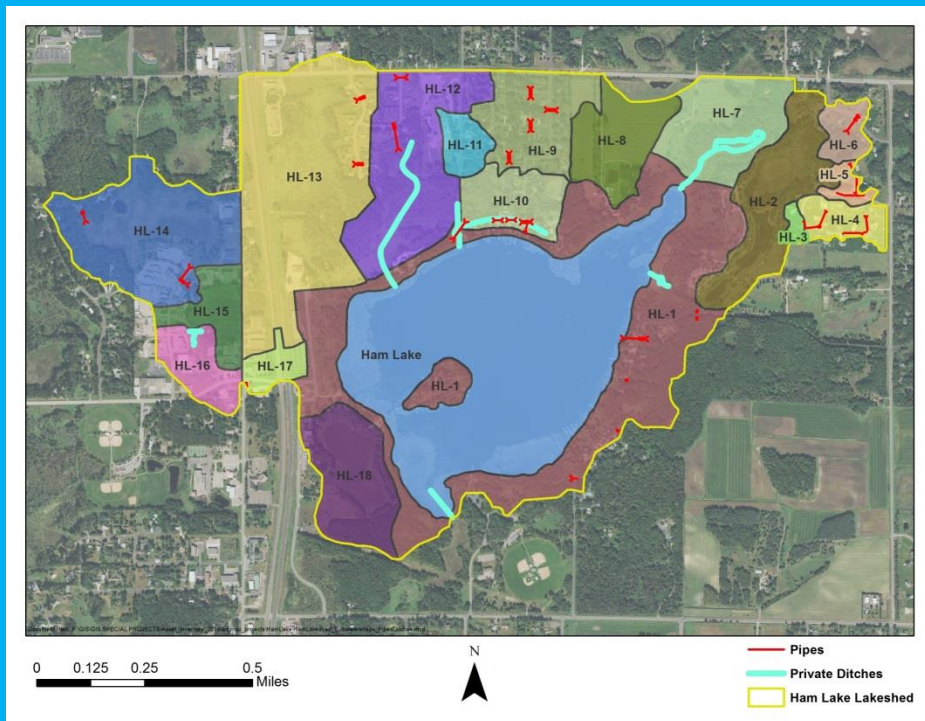 HL-12
HL-7
HL-6
HL-11
HL-9
HL-8
HL-13
HL-5
HL-2
HL-10
HL-4
HL-14
HL-3
HL-15
HL-1
Ham Lake
HL-16
HL-17
HL-1
HL-18
0 0.125 0.25 0.5
Miles
N
Pipes
Private Ditches
Ham Lake Lakeshed